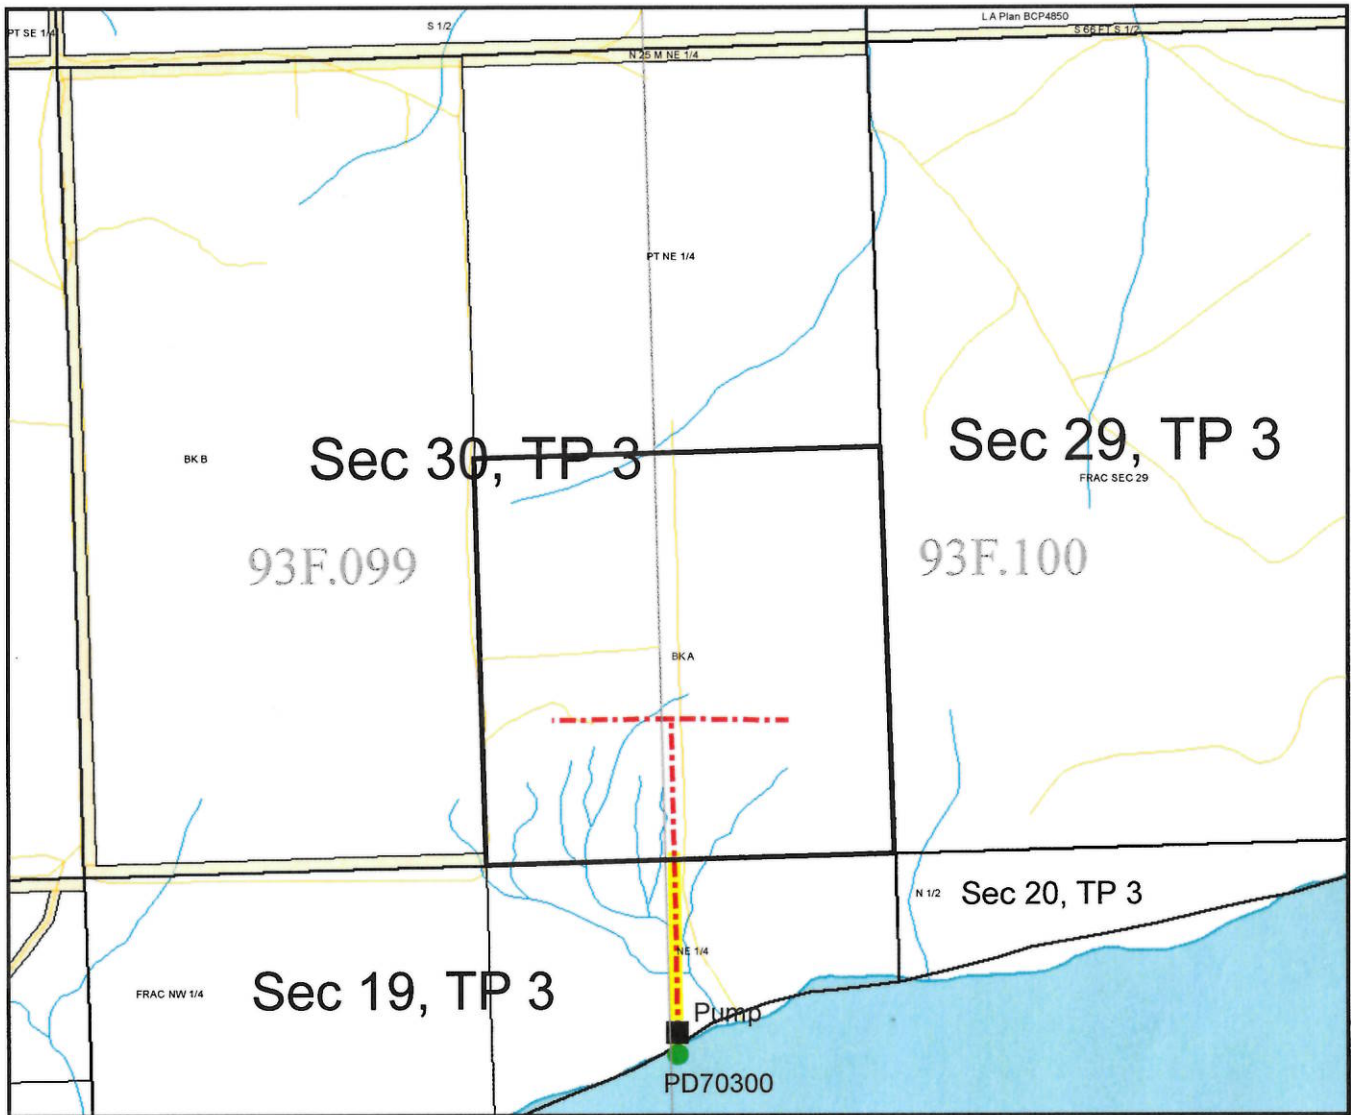 L A Plan BCP4850
S 1/2
S 66 FT S 1/2
PT SE 1/4
N 25 M NE 1/4
PT NE 1/4
Sec 29, TP 3
Sec 30, TP 3
BK B
FRAC SEC 29
93F.099
93F.100
BK A
N 1/2
Sec 20, TP 3
NE 1/4
FRAC NW 1/4
Sec 19, TP 3
Pump
PD70300